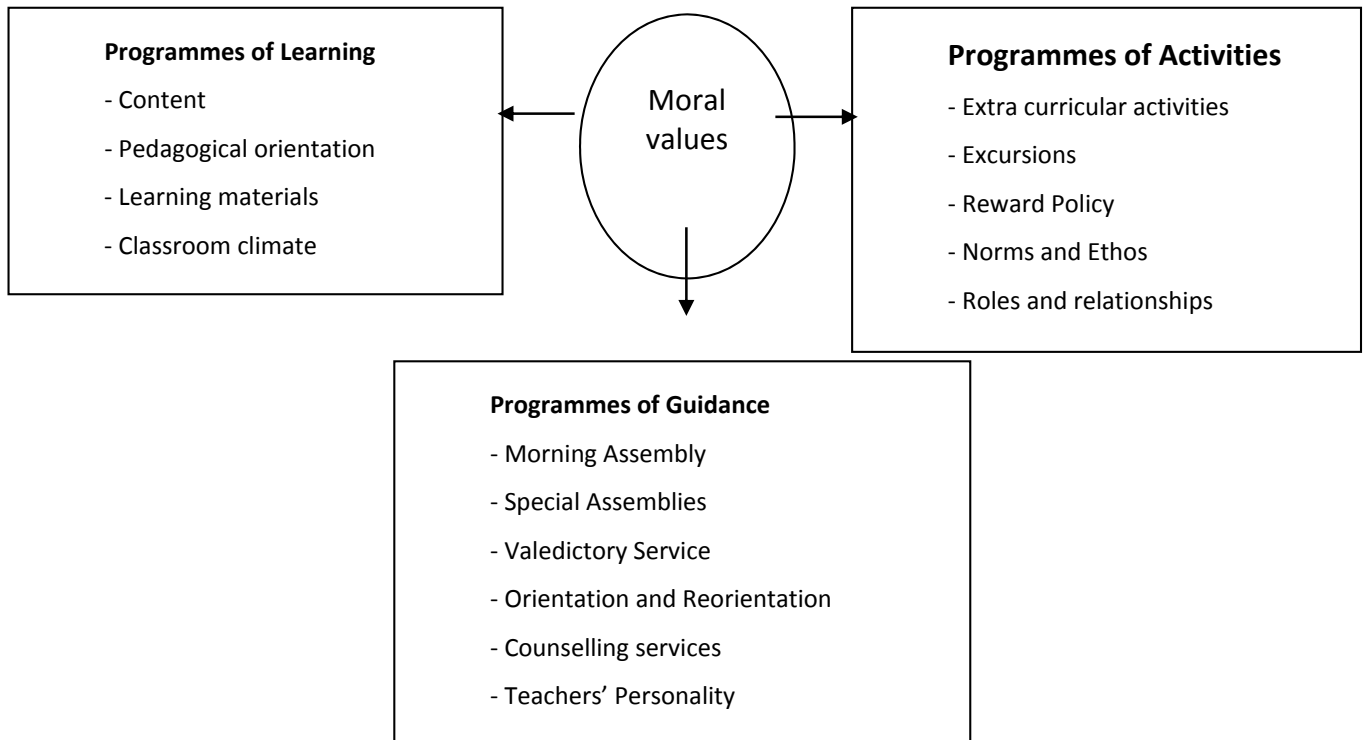 Programmes of Learning
- Content
- Pedagogical orientation
- Learning materials
- Classroom climate
Moral
values
Programmes of Activities
- Extra curricular activities
- Excursions
- Reward Policy
- Norms and Ethos
- Roles and relationships
Programmes of Guidance
- Morning Assembly
- Special Assemblies
- Valedictory Service
- Orientation and Reorientation
- Counselling services
- Teachers’ Personality